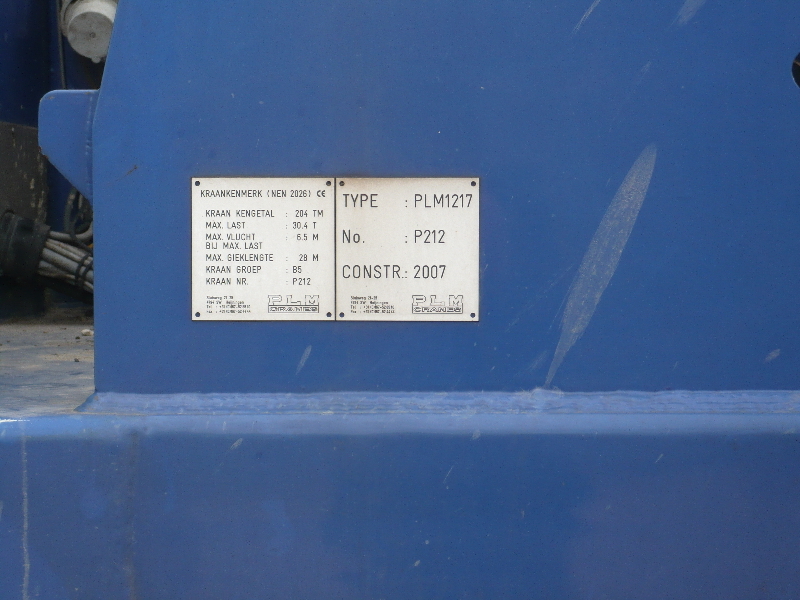 KRAANKENMERK (NEN 2026) CE
KRAAN KENGETAL : 204 TM
MAX. LAST : 30.4 T
MAX. VLUCHT : 6.5 M
BIJ MAX. LAST
MAX. GIEKLENGTE : 28 M
KRAAN GROEP : B5
KRAAN NR. : P212
PLM
CRANES
TYPE : PLM1217
No. : P212
CONSTR.: 2007
PLM
CRANES